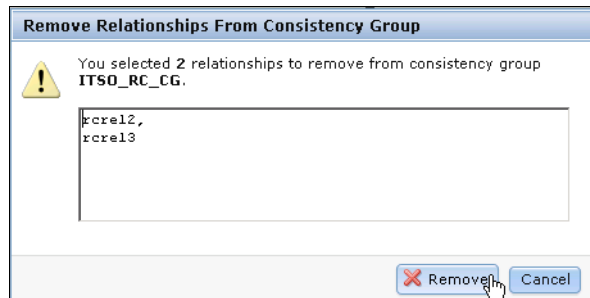 Remove Relationships From Consistency Group
You selected 2 relationships to remove from consistency group
ITSO_RC_CG.
rcrel2,
rcrel3
Remove
Cancel